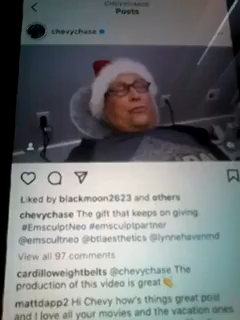 CHEVYCHASE
Posts
chevychase
Liked by blackmoon2623 and others
chevychase The gift that keeps on giving.
#EmsculptNeo #emsculptpartner
@emscultneo @btlaesthetics @lynnehavenmd
View all 97 comments
cardilloweightbelts @chevychase The
production of this video is great 👏
mattdapp2 Hi Chevy how's things great post
and I love all your movies and the vacation ones